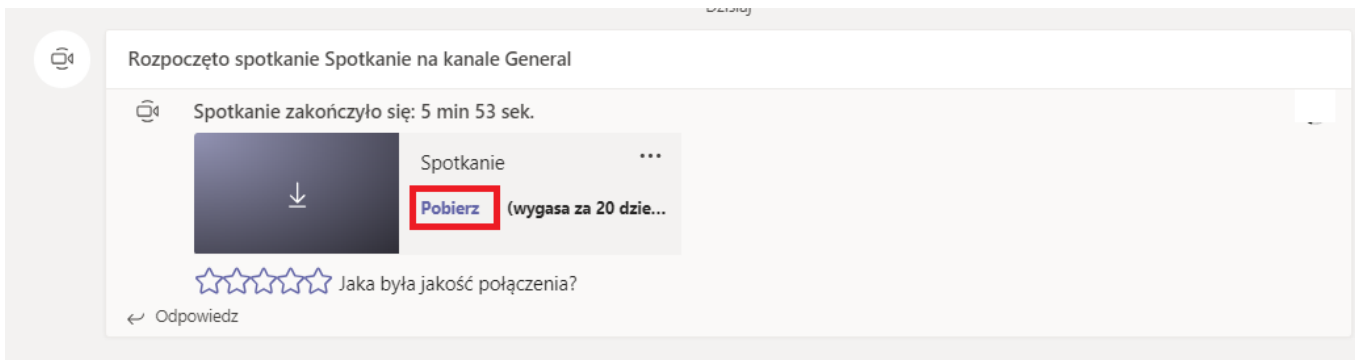 Dzisiaj
Rozpoczęto spotkanie Spotkanie na kanale General
Spotkanie zakończyło się: 5 min 53 sek.
Spotkanie
Pobierz (wygasa za 20 dzie...
Jaka była jakość połączenia?
Odpowiedz